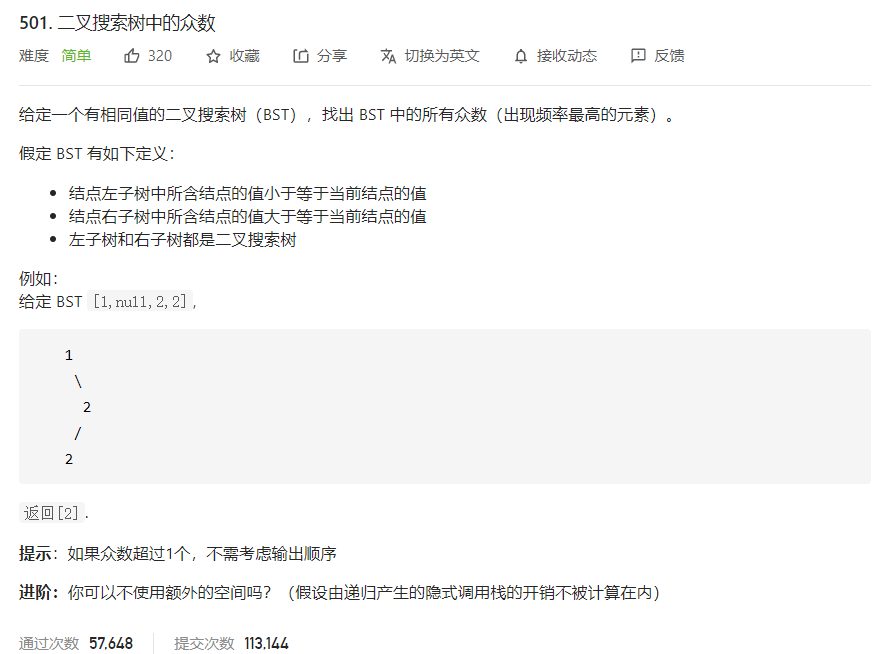 501. 二叉搜索树中的众数
难度 简单 320 收藏 分享 切换为英文 接收动态 反馈
给定一个有相同值的二叉搜索树（BST），找出 BST 中的所有众数（出现频率最高的元素）。
假定 BST 有如下定义：
• 结点左子树中所含结点的值小于等于当前结点的值
• 结点右子树中所含结点的值大于等于当前结点的值
• 左子树和右子树都是二叉搜索树
例如：
给定 BST [1,null,2,2],
1
\
2
/
2
返回[2].
提示：如果众数超过1个，不需考虑输出顺序
进阶：你可以不使用额外的空间吗？（假设由递归产生的隐式调用栈的开销不被计算在内）
通过次数 57,648 提交次数 113,144